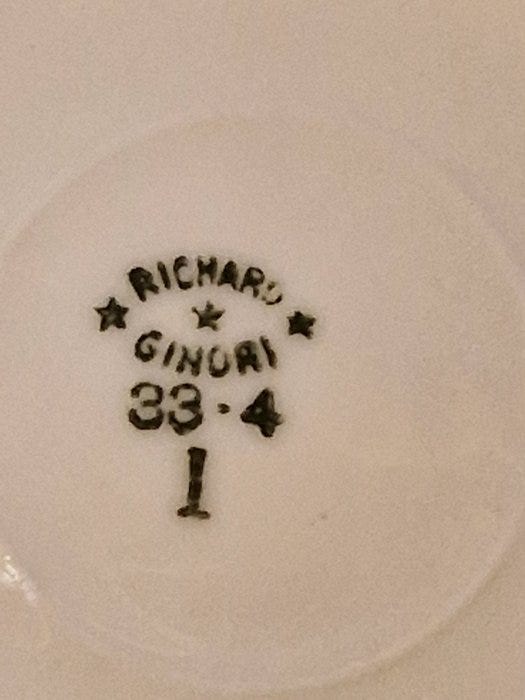 RICHARD
★ ★ ★
GINORI
33·4
1